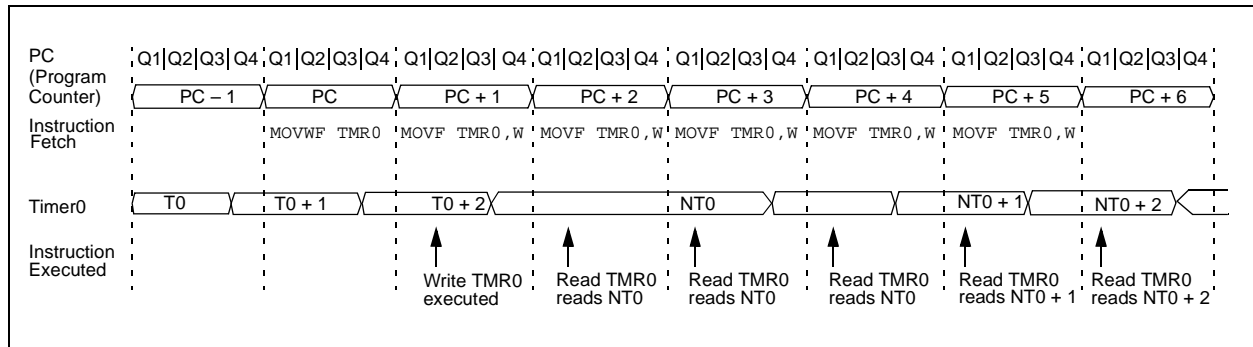 PC
(Program
Counter)
Q1|Q2|Q3|Q4 Q1|Q2|Q3|Q4 Q1|Q2|Q3|Q4 Q1|Q2|Q3|Q4 Q1|Q2|Q3|Q4 Q1|Q2|Q3|Q4 Q1|Q2|Q3|Q4 Q1|Q2|Q3|Q4
PC – 1 PC PC + 1 PC + 2 PC + 3 PC + 4 PC + 5 PC + 6
Instruction
Fetch
MOVWF TMR0 MOVF TMR0,W MOVF TMR0,W MOVF TMR0,W MOVF TMR0,W MOVF TMR0,W
Timer0
T0 T0 + 1 T0 + 2 NT0 NT0 + 1 NT0 + 2
Instruction
Executed
Write TMR0
executed
Read TMR0
reads NT0
Read TMR0
reads NT0
Read TMR0
reads NT0
Read TMR0
reads NT0 + 1
Read TMR0
reads NT0 + 2